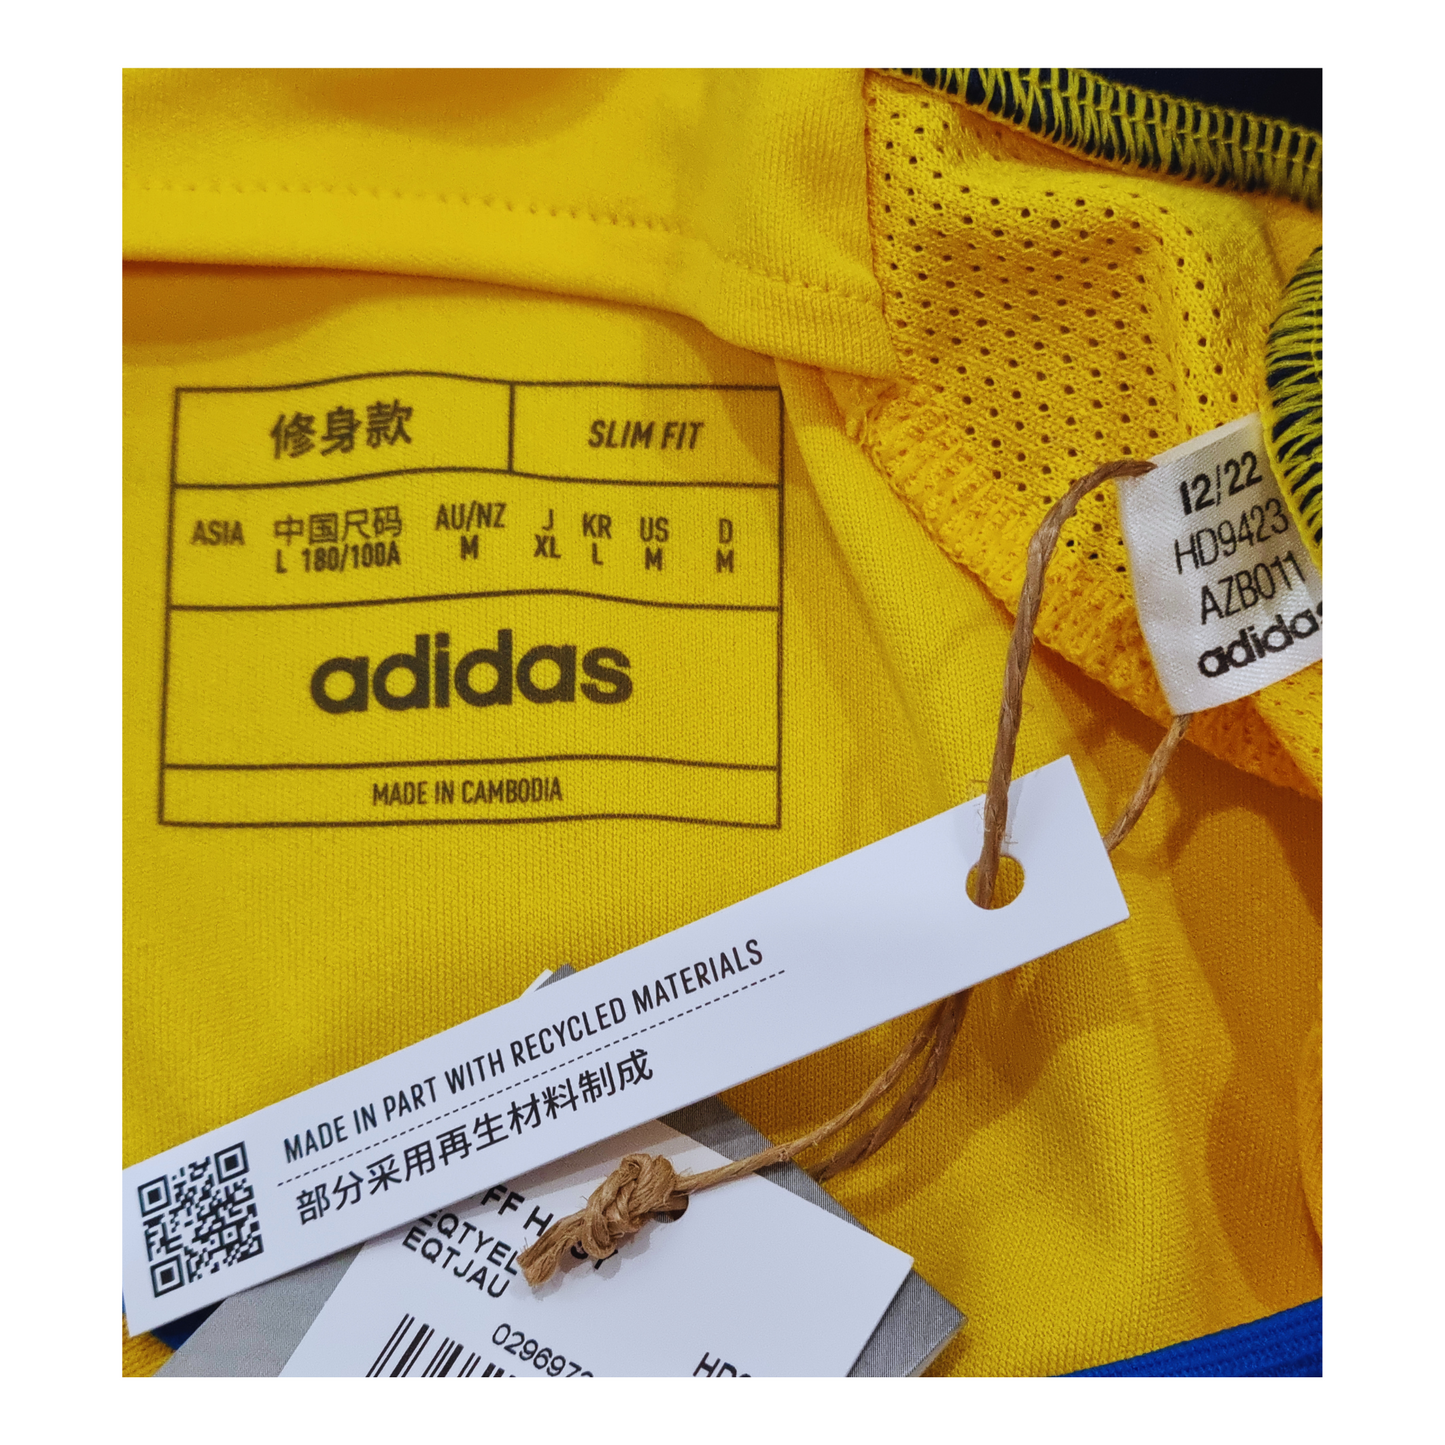 修身款 SLIM FIT
ASIA 中国尺码 AU/NZ J KR US D
L 180/100A M XL L M M
adidas
MADE IN CAMBODIA
12/22
HD9423
AZB011
adidas
MADE IN PART WITH RECYCLED MATERIALS
部分采用再生材料制成
FF H
EQTYEL
EQTJAU